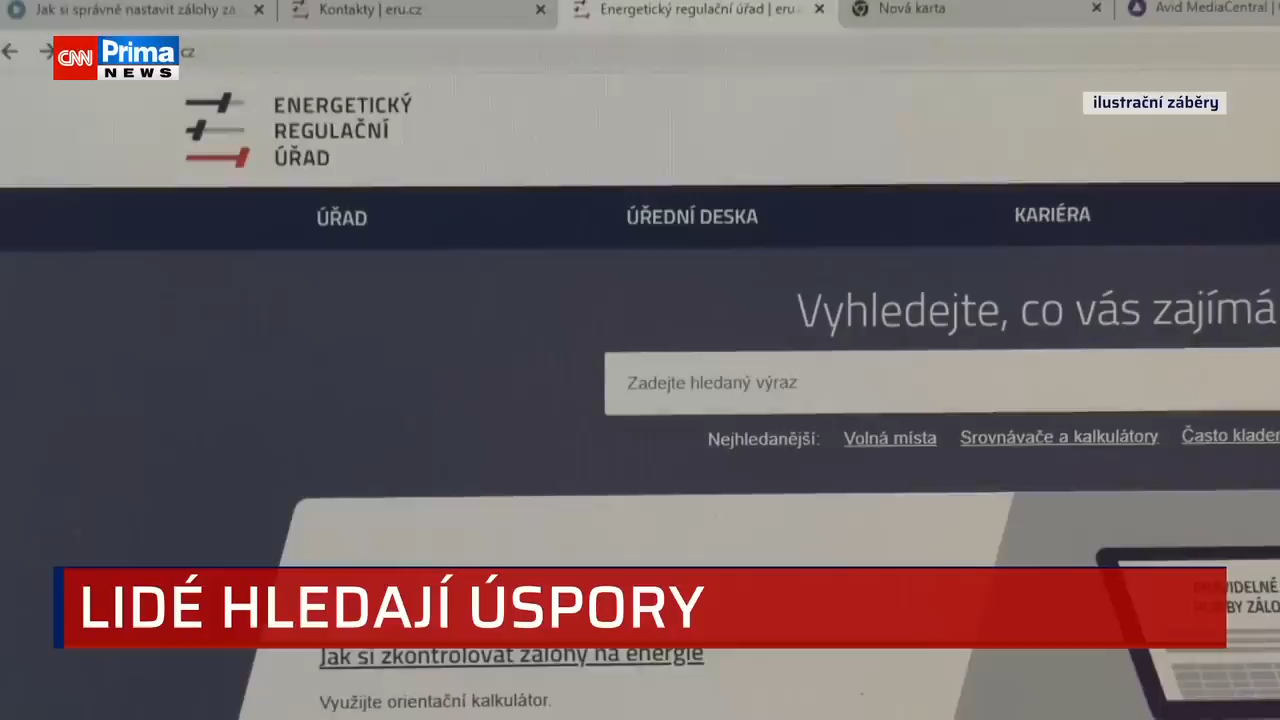 Jak si správně nastavit zálohy za
Kontakty | eru.cz
Energetický regulační úřad | eru.
Nová karta
Avid MediaCentral |
CNN Prima
NEWS
cz
ilustrační záběry
ENERGETICKÝ
REGULAČNÍ
ÚŘAD
ÚŘAD
ÚŘEDNÍ DESKA
KARIÉRA
Vyhledejte, co vás zajímá
Zadejte hledaný výraz
Nejhledanější: Volná místa Srovnávače a kalkulátory Často klader
LIDÉ HLEDAJÍ ÚSPORY
Jak si zkontrolovat zálohy na energie
Využijte orientační kalkulátor.